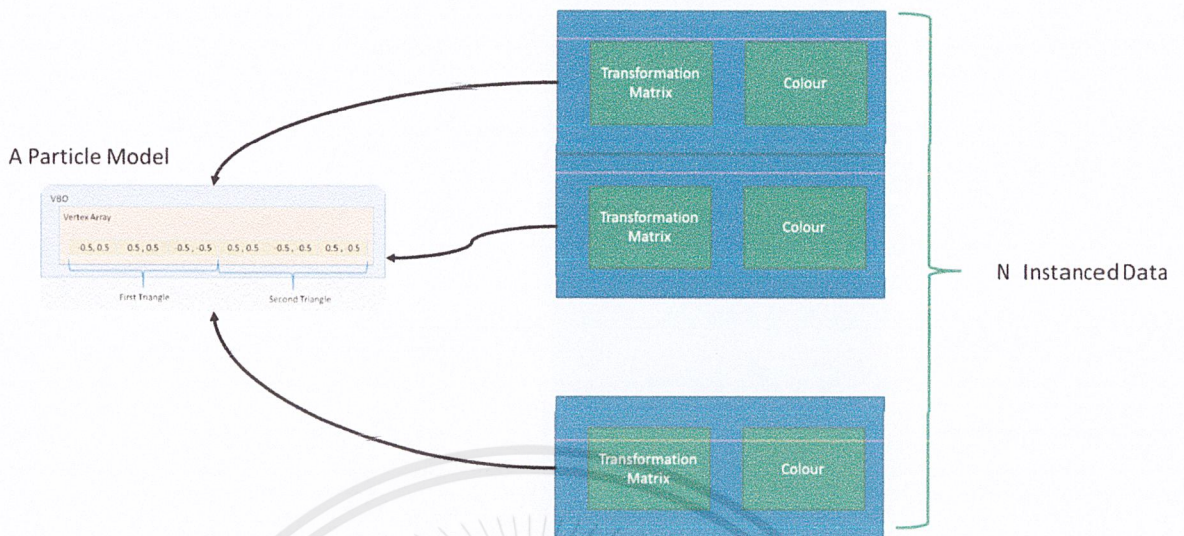 Transformation
Matrix
Colour
A Particle Model
VBO
Vertex Array
-0.5, 0.5 0.5, 0.5 -0.5, -0.5 0.5, 0.5 -0.5, -0.5 0.5, -0.5
First Triangle
Second Triangle
Transformation
Matrix
Colour
N Instanced Data
Transformation
Matrix
Colour